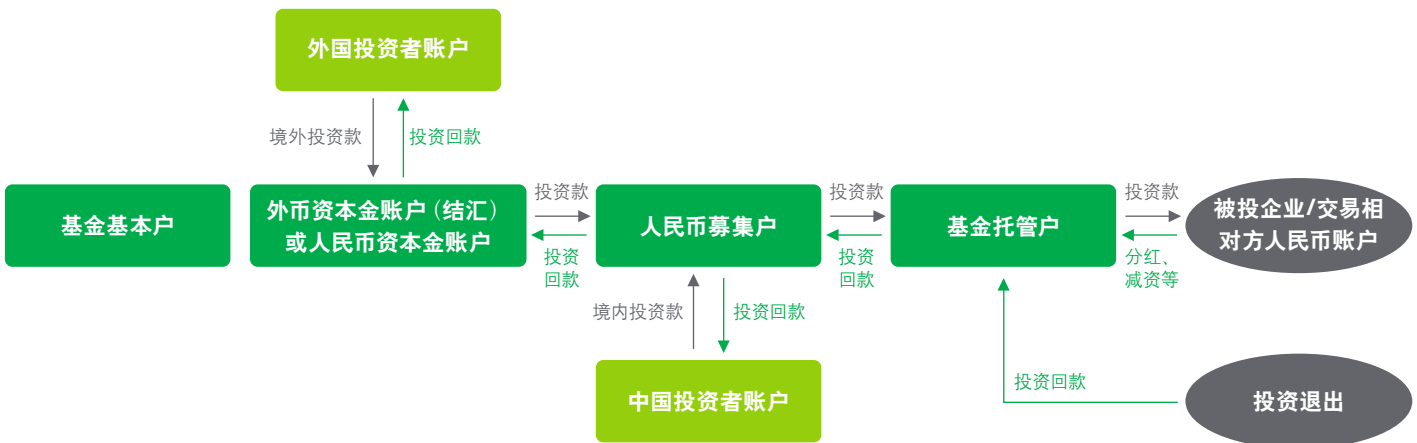 外国投资者账户
境外投资款
投资回款
基金基本户
外币资本金账户（结汇）
或人民币资本金账户
投资款
投资
回款
人民币募集户
投资款
投资
回款
基金托管户
投资款
分红、
减资等
被投企业/交易相
对方人民币账户
境内投资款
投资回款
中国投资者账户
投资回款
投资退出